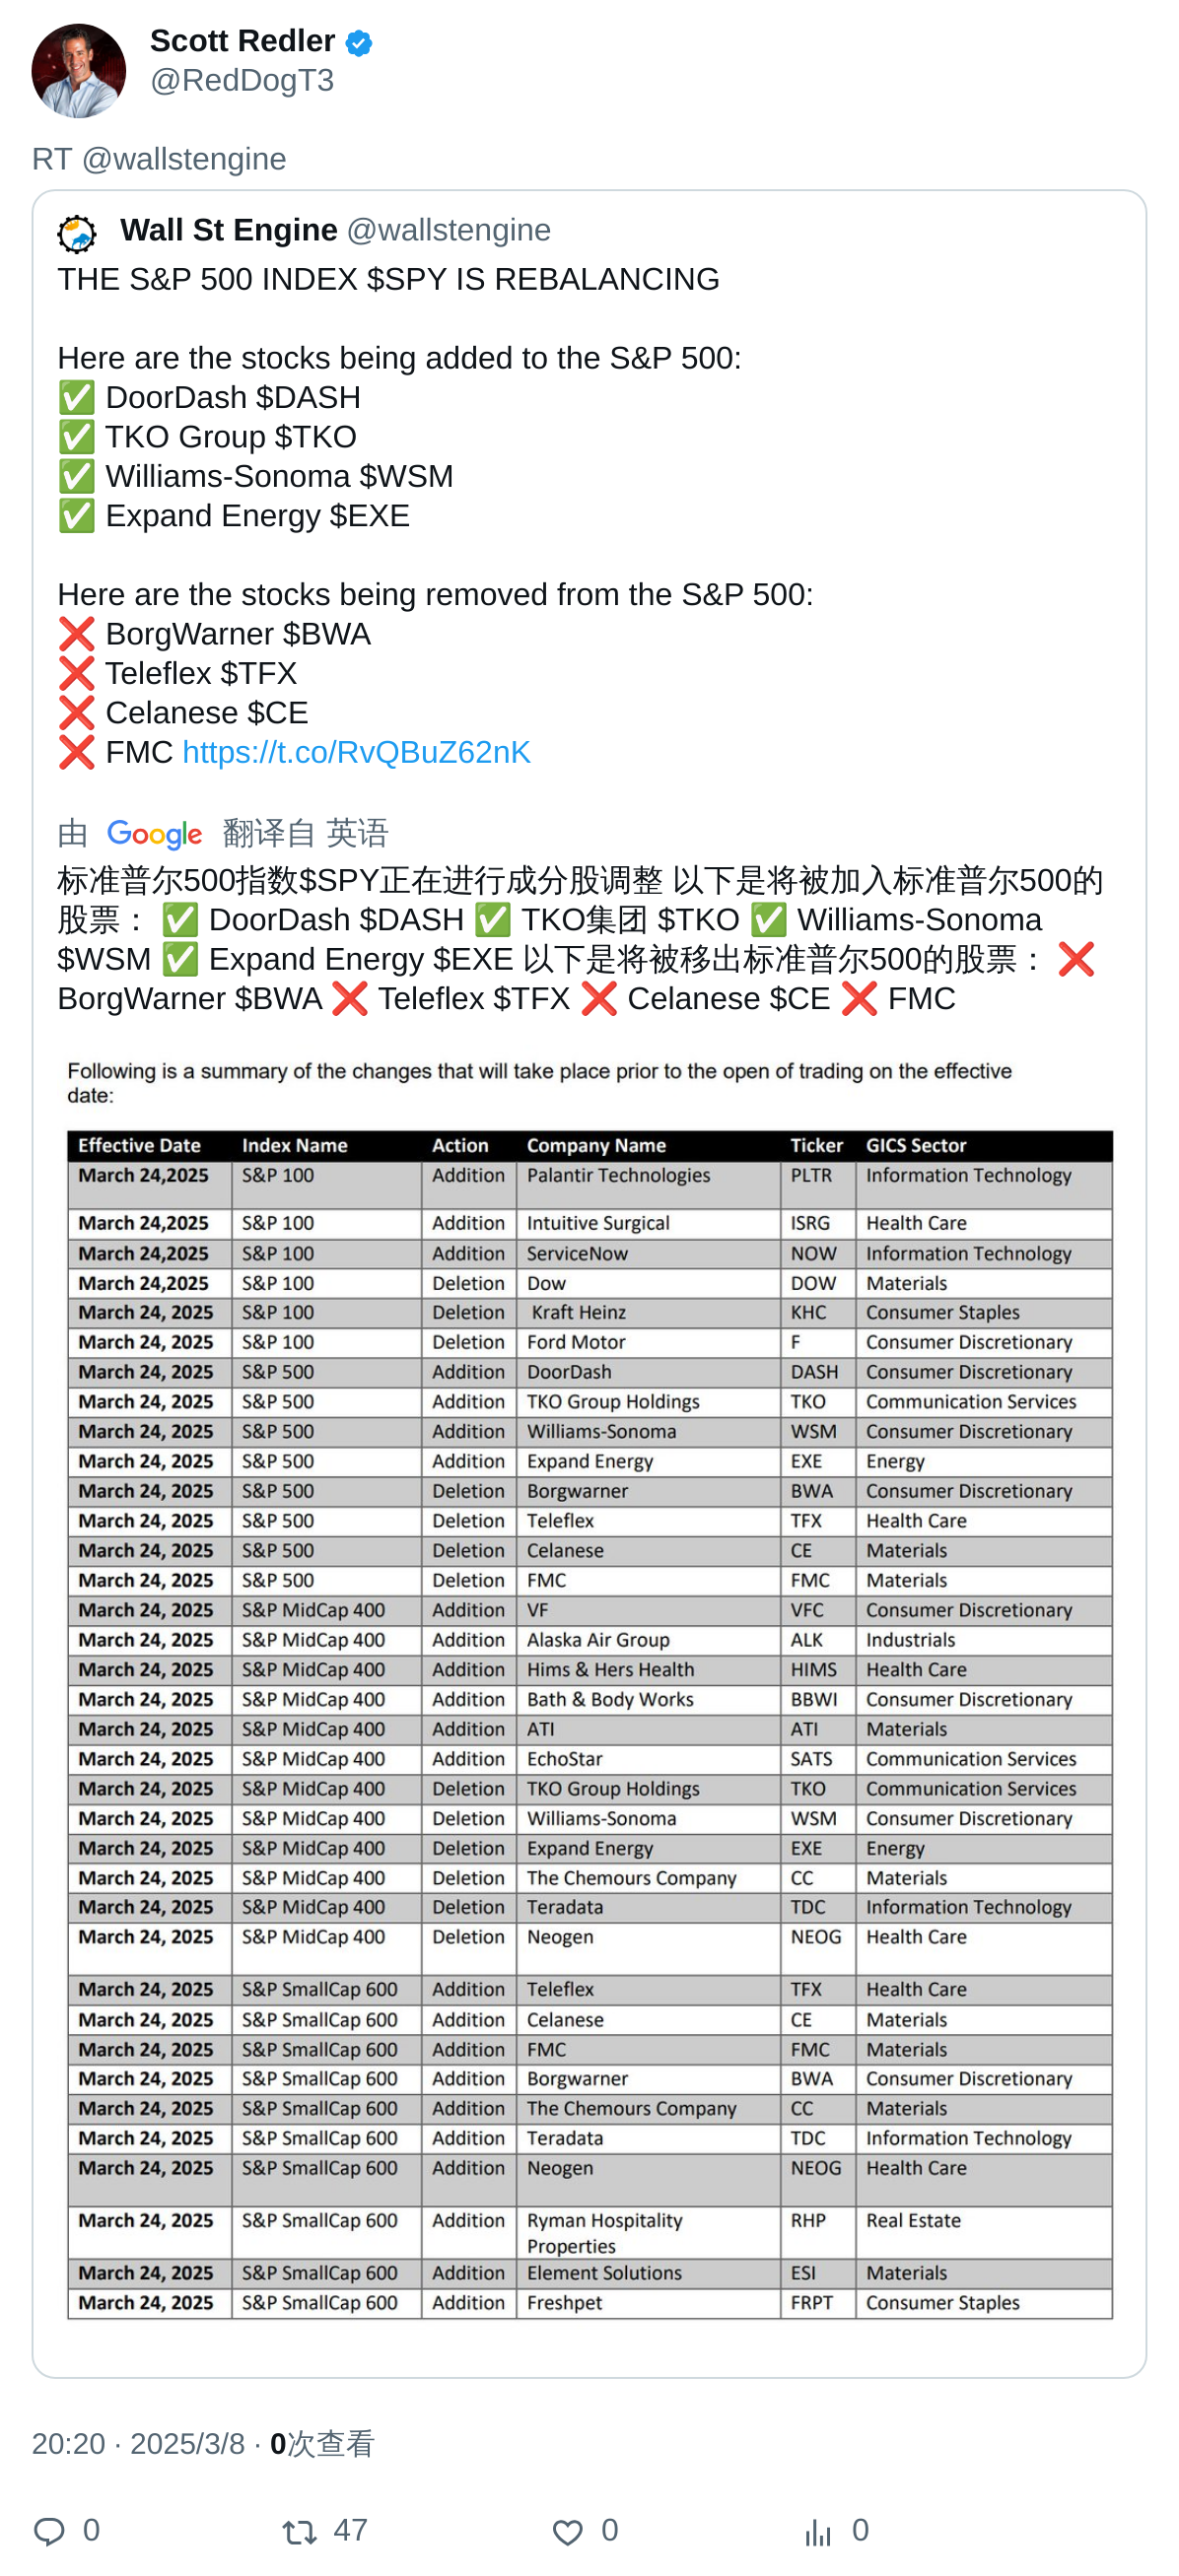 Scott Redler
@RedDogT3
RT @wallstengine
Wall St Engine @wallstengine
THE S&P 500 INDEX $SPY IS REBALANCING
Here are the stocks being added to the S&P 500:
✅ DoorDash $DASH
✅ TKO Group $TKO
✅ Williams-Sonoma $WSM
✅ Expand Energy $EXE
Here are the stocks being removed from the S&P 500:
❌ BorgWarner $BWA
❌ Teleflex $TFX
❌ Celanese $CE
❌ FMC https://t.co/RvQBuZ62nK
由 Google 翻译自 英语
标准普尔500指数$SPY正在进行成分股调整 以下是将被加入标准普尔500的
股票： ✅ DoorDash $DASH ✅ TKO集团 $TKO ✅ Williams-Sonoma
$WSM ✅ Expand Energy $EXE 以下是将被移出标准普尔500的股票： ❌
BorgWarner $BWA ❌ Teleflex $TFX ❌ Celanese $CE ❌ FMC
Following is a summary of the changes that will take place prior to the open of trading on the effective
date:
Effective Date Index Name Action Company Name Ticker GICS Sector
March 24,2025 S&P 100 Addition Palantir Technologies PLTR Information Technology
March 24,2025 S&P 100 Addition Intuitive Surgical ISRG Health Care
March 24,2025 S&P 100 Addition ServiceNow NOW Information Technology
March 24,2025 S&P 100 Deletion Dow DOW Materials
March 24, 2025 S&P 100 Deletion Kraft Heinz KHC Consumer Staples
March 24, 2025 S&P 100 Deletion Ford Motor F Consumer Discretionary
March 24, 2025 S&P 500 Addition DoorDash DASH Consumer Discretionary
March 24, 2025 S&P 500 Addition TKO Group Holdings TKO Communication Services
March 24, 2025 S&P 500 Addition Williams-Sonoma WSM Consumer Discretionary
March 24, 2025 S&P 500 Addition Expand Energy EXE Energy
March 24, 2025 S&P 500 Deletion Borgwarner BWA Consumer Discretionary
March 24, 2025 S&P 500 Deletion Teleflex TFX Health Care
March 24, 2025 S&P 500 Deletion Celanese CE Materials
March 24, 2025 S&P 500 Deletion FMC FMC Materials
March 24, 2025 S&P MidCap 400 Addition VF VFC Consumer Discretionary
March 24, 2025 S&P MidCap 400 Addition Alaska Air Group ALK Industrials
March 24, 2025 S&P MidCap 400 Addition Hims & Hers Health HIMS Health Care
March 24, 2025 S&P MidCap 400 Addition Bath & Body Works BBWI Consumer Discretionary
March 24, 2025 S&P MidCap 400 Addition ATI ATI Materials
March 24, 2025 S&P MidCap 400 Addition EchoStar SATS Communication Services
March 24, 2025 S&P MidCap 400 Deletion TKO Group Holdings TKO Communication Services
March 24, 2025 S&P MidCap 400 Deletion Williams-Sonoma WSM Consumer Discretionary
March 24, 2025 S&P MidCap 400 Deletion Expand Energy EXE Energy
March 24, 2025 S&P MidCap 400 Deletion The Chemours Company CC Materials
March 24, 2025 S&P MidCap 400 Deletion Teradata TDC Information Technology
March 24, 2025 S&P MidCap 400 Deletion Neogen NEOG Health Care
March 24, 2025 S&P SmallCap 600 Addition Teleflex TFX Health Care
March 24, 2025 S&P SmallCap 600 Addition Celanese CE Materials
March 24, 2025 S&P SmallCap 600 Addition FMC FMC Materials
March 24, 2025 S&P SmallCap 600 Addition Borgwarner BWA Consumer Discretionary
March 24, 2025 S&P SmallCap 600 Addition The Chemours Company CC Materials
March 24, 2025 S&P SmallCap 600 Addition Teradata TDC Information Technology
March 24, 2025 S&P SmallCap 600 Addition Neogen NEOG Health Care
March 24, 2025 S&P SmallCap 600 Addition Ryman Hospitality RHP Real Estate
Properties
March 24, 2025 S&P SmallCap 600 Addition Element Solutions ESI Materials
March 24, 2025 S&P SmallCap 600 Addition Freshpet FRPT Consumer Staples
20:20 · 2025/3/8 · 0次查看
0 47 0 0